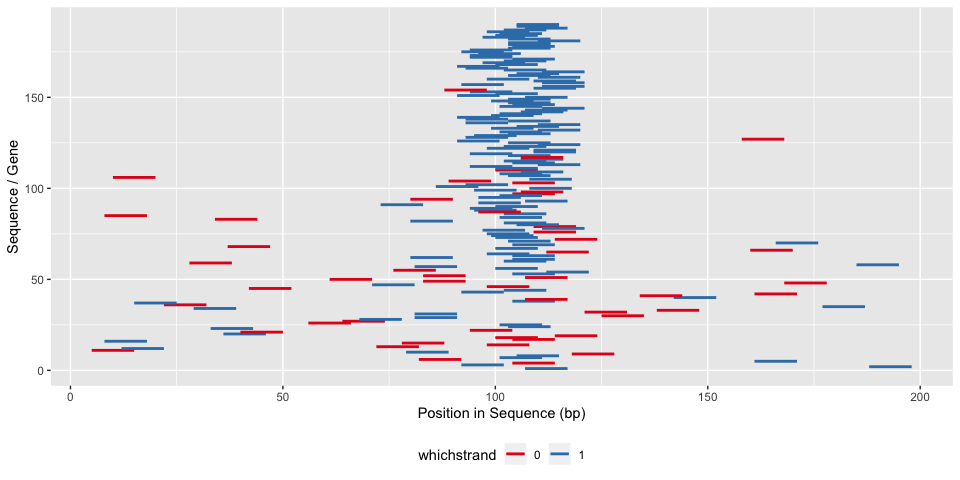 Sequence / Gene
150
100
50
0
0 50 100 150 200
Position in Sequence (bp)
whichstrand 0 1